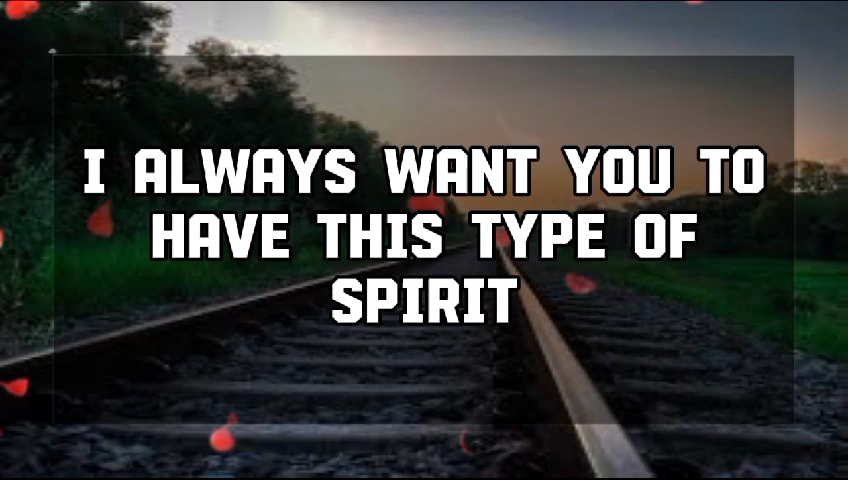 I ALWAYS WANT YOU TO
HAVE THIS TYPE OF
SPIRIT